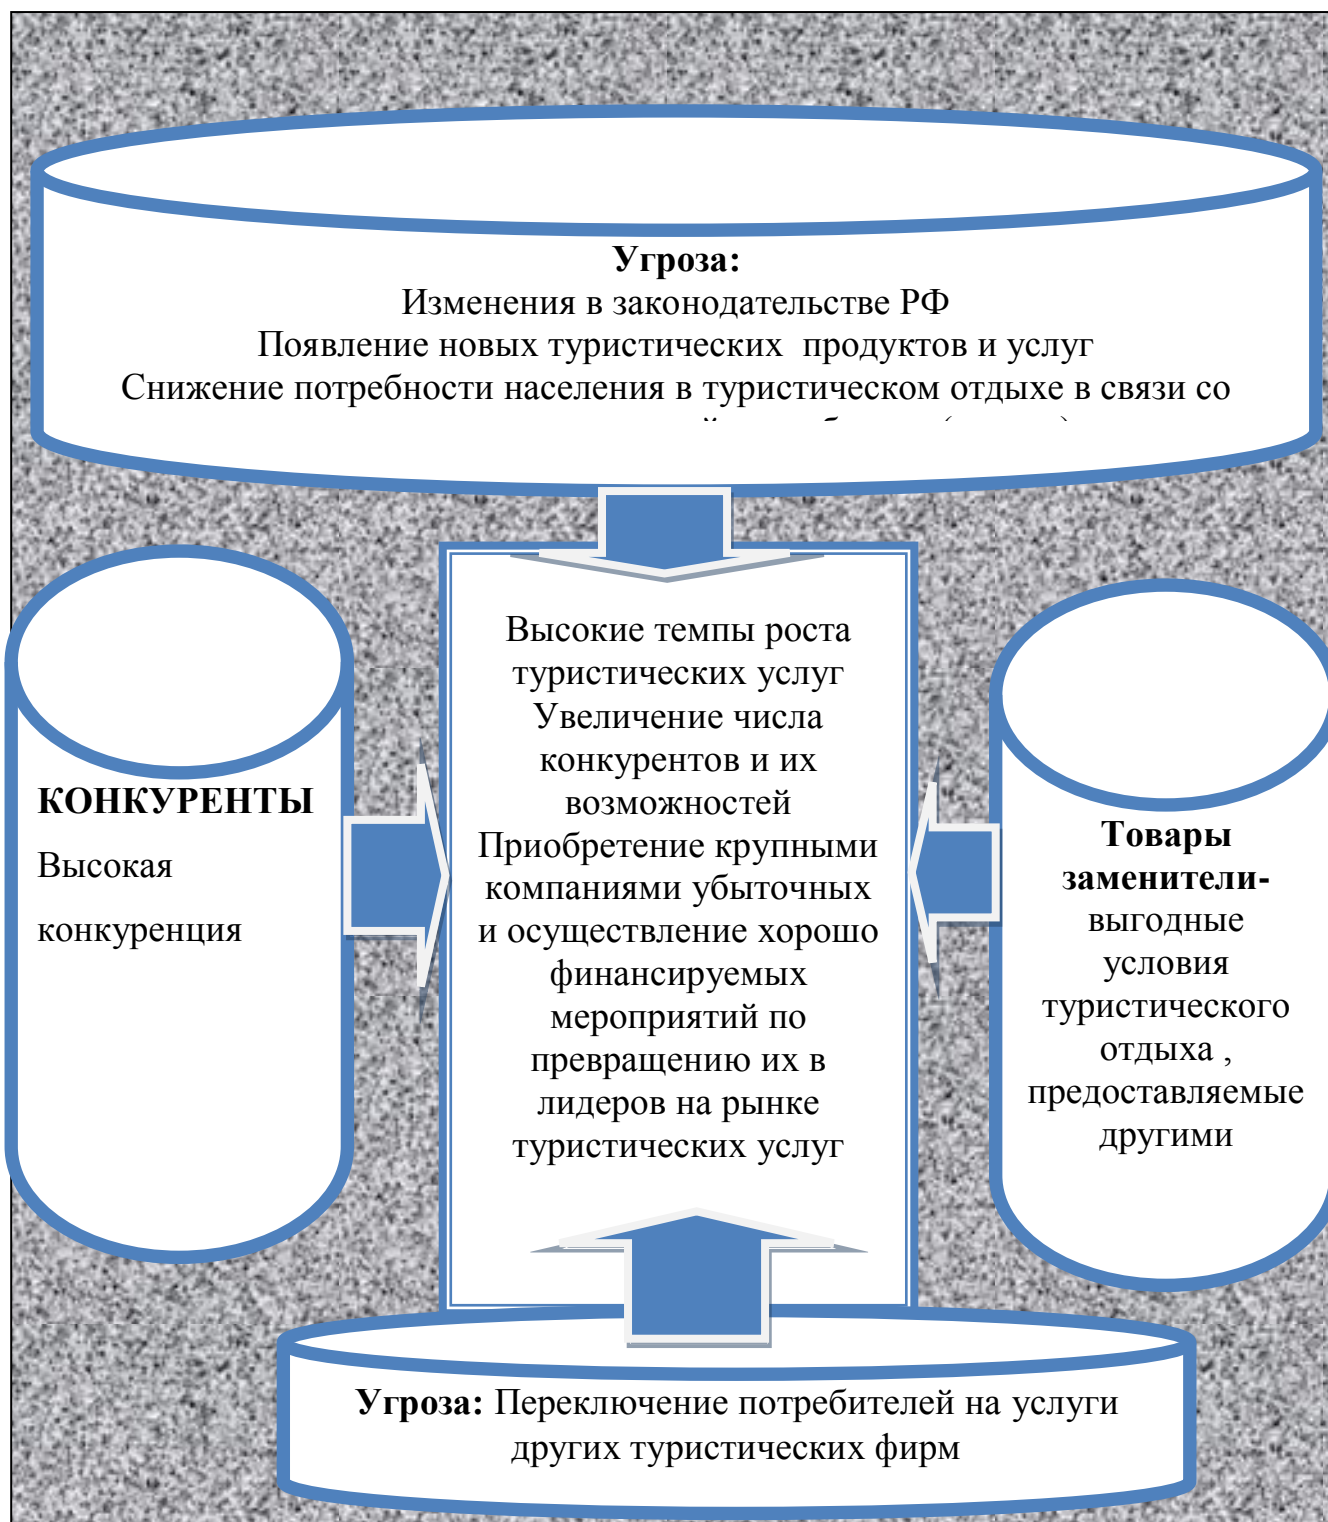 Угроза:
Изменения в законодательстве РФ
Появление новых туристических  продуктов и услуг
Снижение потребности населения в туристическом отдыхе в связи со
КОНКУРЕНТЫ
Высокая
конкуренция
Высокие темпы роста
туристических услуг
Увеличение числа
конкурентов и их
возможностей
Приобретение крупными
компаниями убыточных
и осуществление хорошо
финансируемых
мероприятий по
превращению их в
лидеров на рынке
туристических услуг
Товары
заменители-
выгодные
условия
туристического
отдыха ,
предоставляемые
другими
Угроза: Переключение потребителей на услуги
других туристических фирм